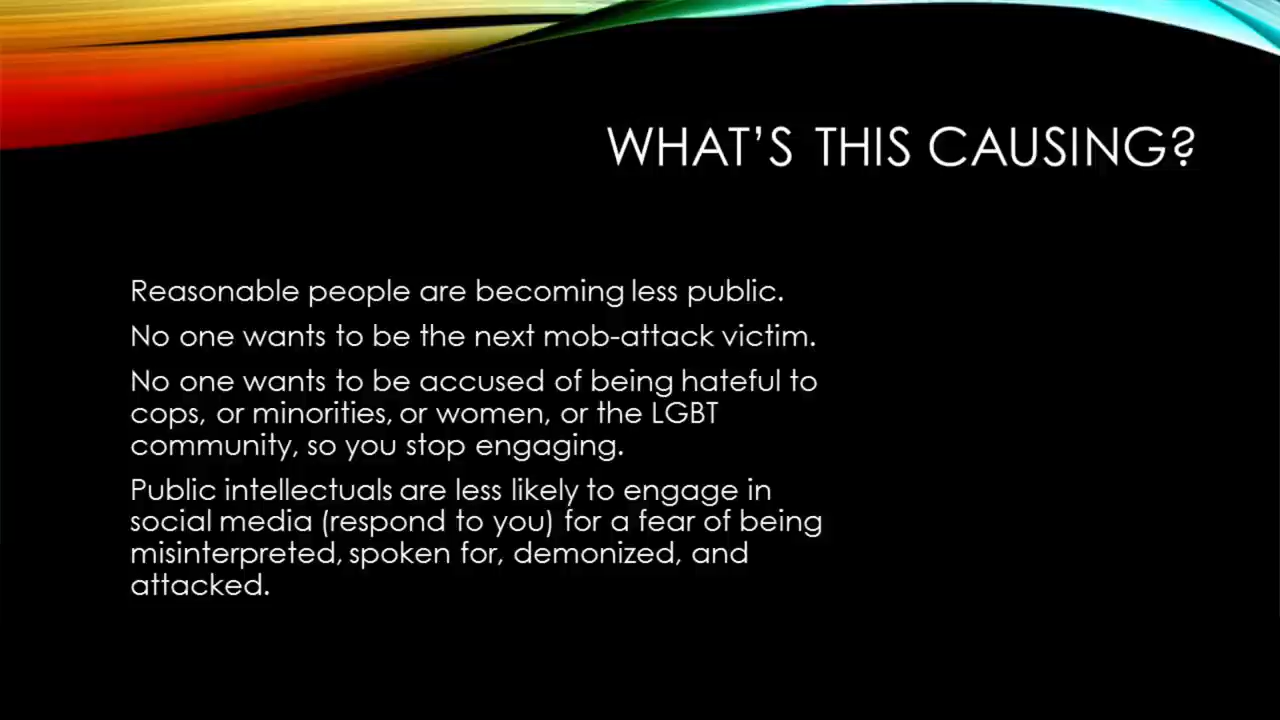 WHAT'S THIS CAUSING?
Reasonable people are becoming less public.
No one wants to be the next mob-attack victim.
No one wants to be accused of being hateful to
cops, or minorities, or women, or the LGBT
community, so you stop engaging.
Public intellectuals are less likely to engage in
social media (respond to you) for a fear of being
misinterpreted, spoken for, demonized, and
attacked.